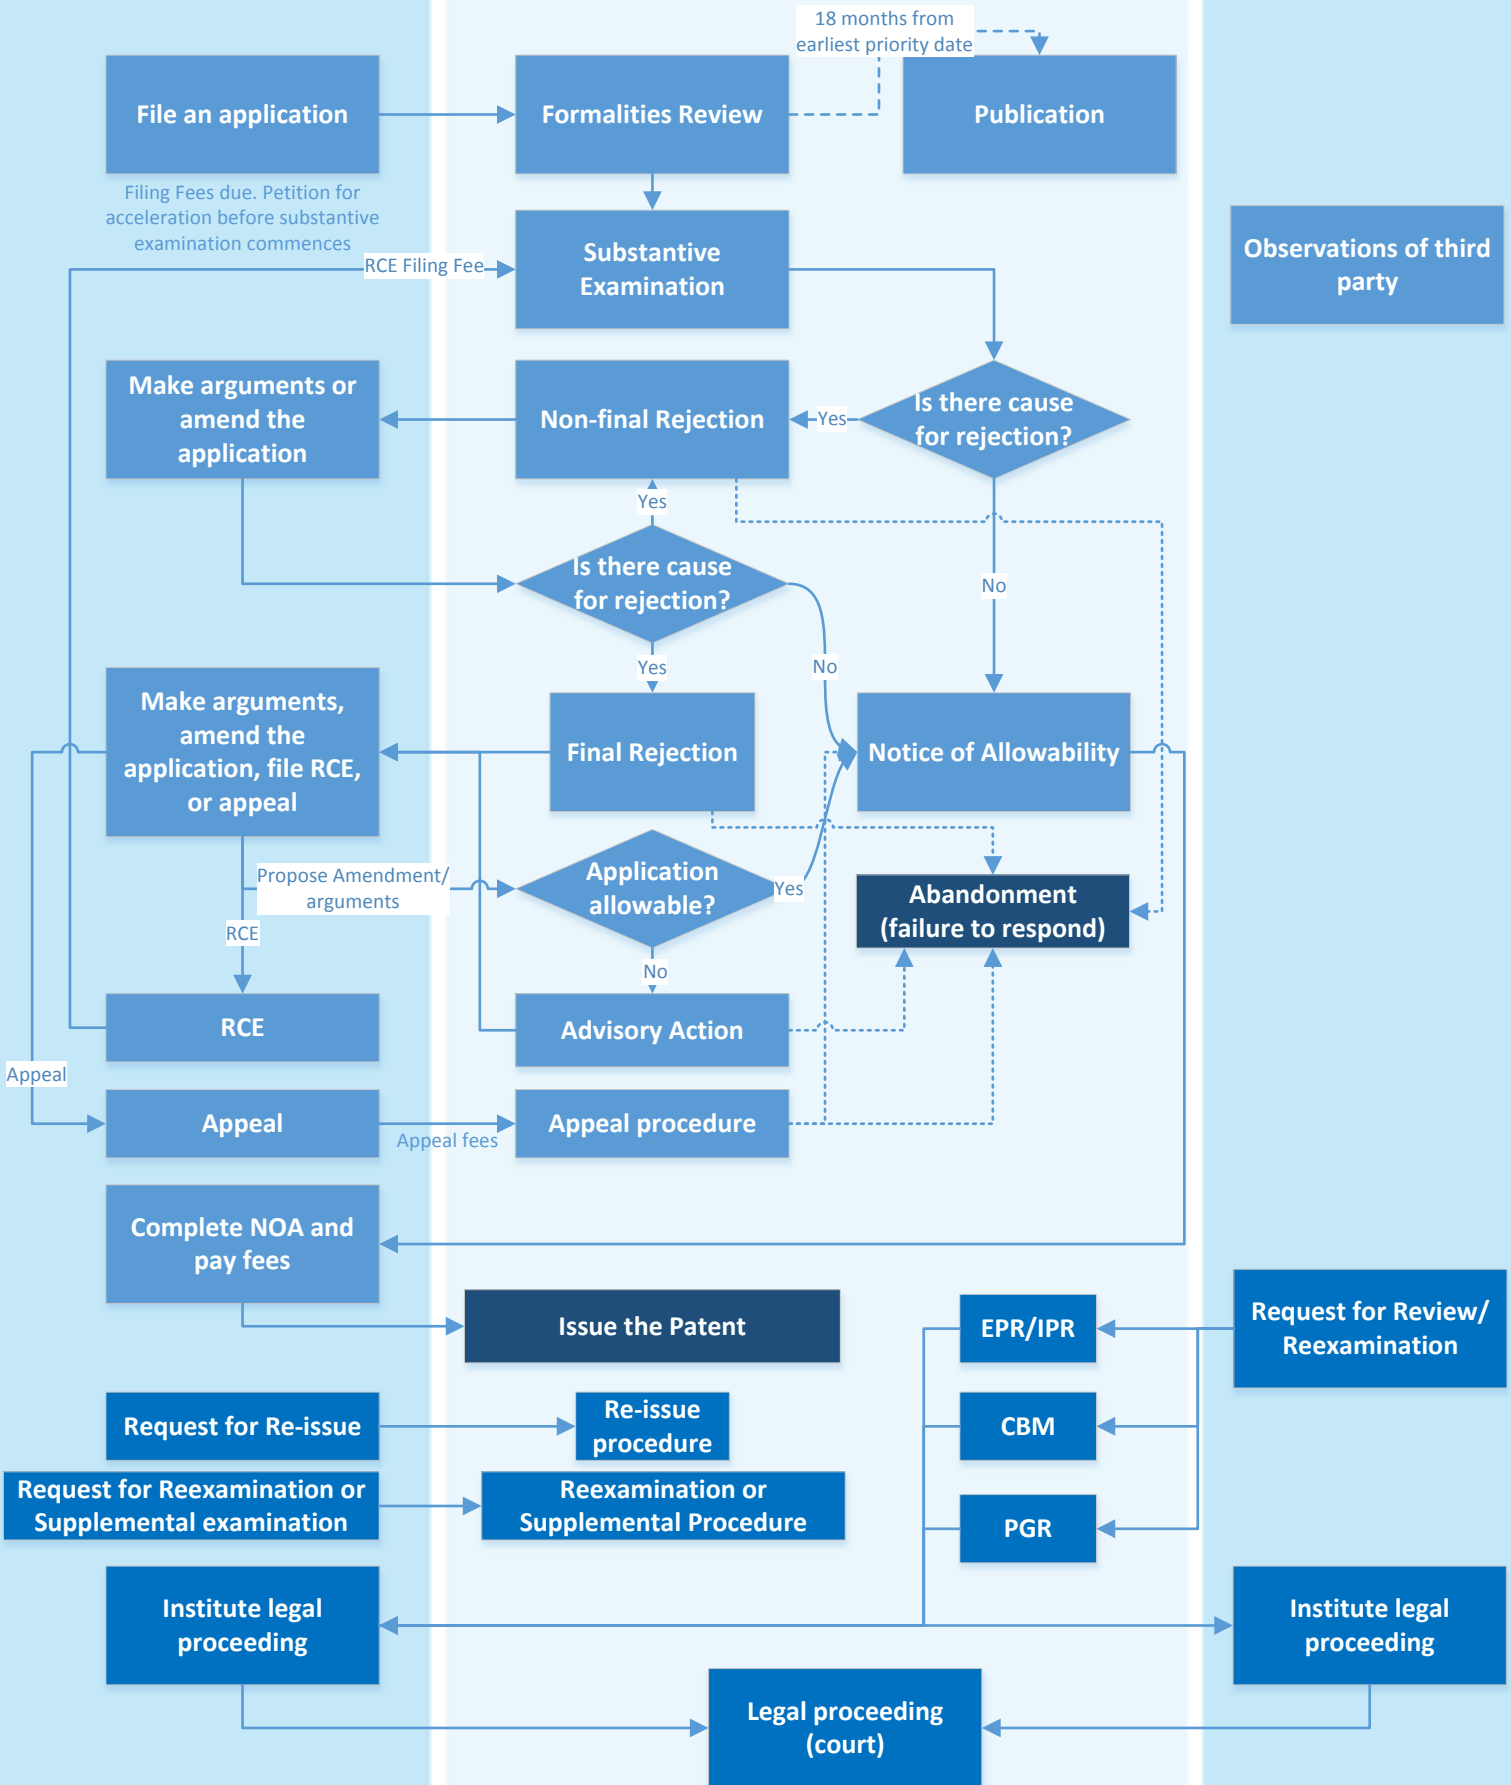 18 months from
earliest priority date
File an application
Formalities Review
Publication
Filing Fees due. Petition for
acceleration before substantive
examination commences
Substantive
Examination
Observations of third
party
RCE Filing Fee
Make arguments or
amend the
application
Non-final Rejection
Yes
Is there cause
for rejection?
Yes
Is there cause
for rejection?
No
Yes
No
Make arguments,
amend the
application, file RCE,
or appeal
Final Rejection
Notice of Allowability
Propose Amendment/
arguments
Application
allowable?
Yes
Abandonment
(failure to respond)
RCE
No
RCE
Advisory Action
Appeal
Appeal
Appeal fees
Appeal procedure
Complete NOA and
pay fees
Issue the Patent
EPR/IPR
Request for Review/
Reexamination
Request for Re-issue
Re-issue
procedure
CBM
Request for Reexamination or
Supplemental examination
Reexamination or
Supplemental Procedure
PGR
Institute legal
proceeding
Institute legal
proceeding
Legal proceeding
(court)